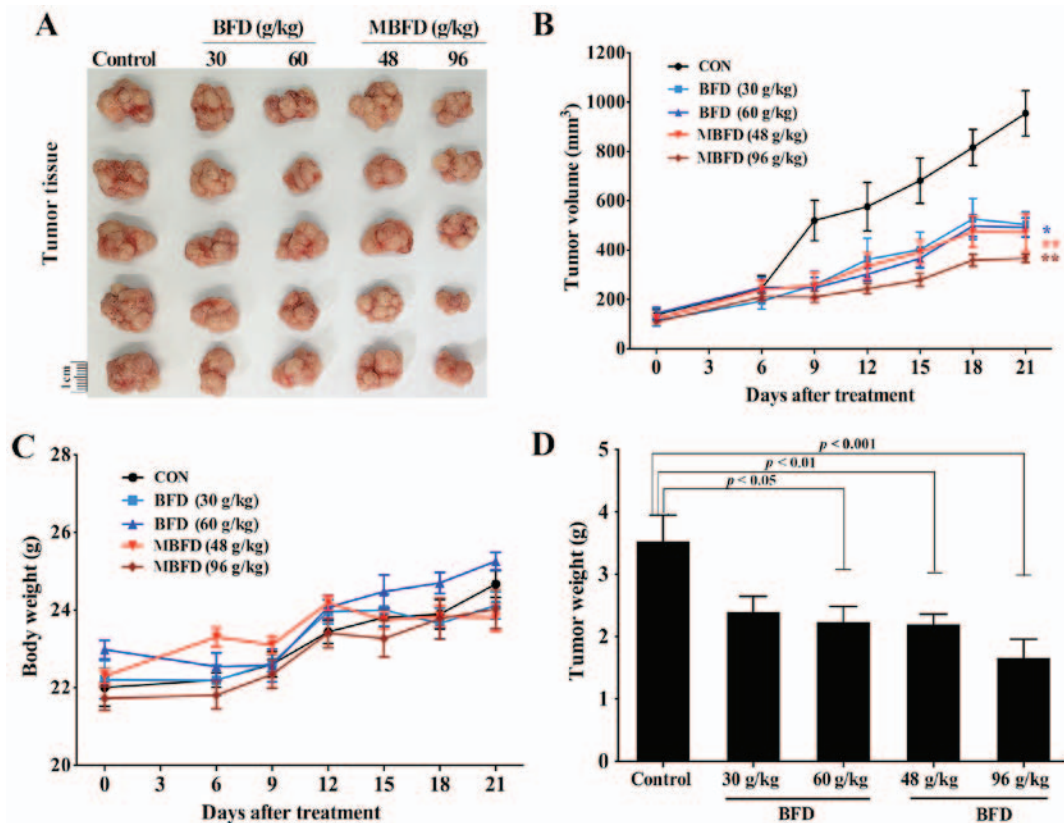 A
BFD (g/kg) MBFD (g/kg)
Control 30 60 48 96
Tumor tissue
1cm
B
1200
1000
800
600
400
200
0
Tumor volume (mm³)
CON
BFD (30 g/kg)
BFD (60 g/kg)
MBFD (48 g/kg)
MBFD (96 g/kg)
*
**
**
0 3 6 9 12 15 18 21
Days after treatment
C
28
26
24
22
20
Body weight (g)
CON
BFD (30 g/kg)
BFD (60 g/kg)
MBFD (48 g/kg)
MBFD (96 g/kg)
0 3 6 9 12 15 18 21
Days after treatment
D
5
4
3
2
1
0
Tumor weight (g)
p < 0.001
p < 0.01
p < 0.05
Control 30 g/kg 60 g/kg 48 g/kg 96 g/kg
BFD BFD